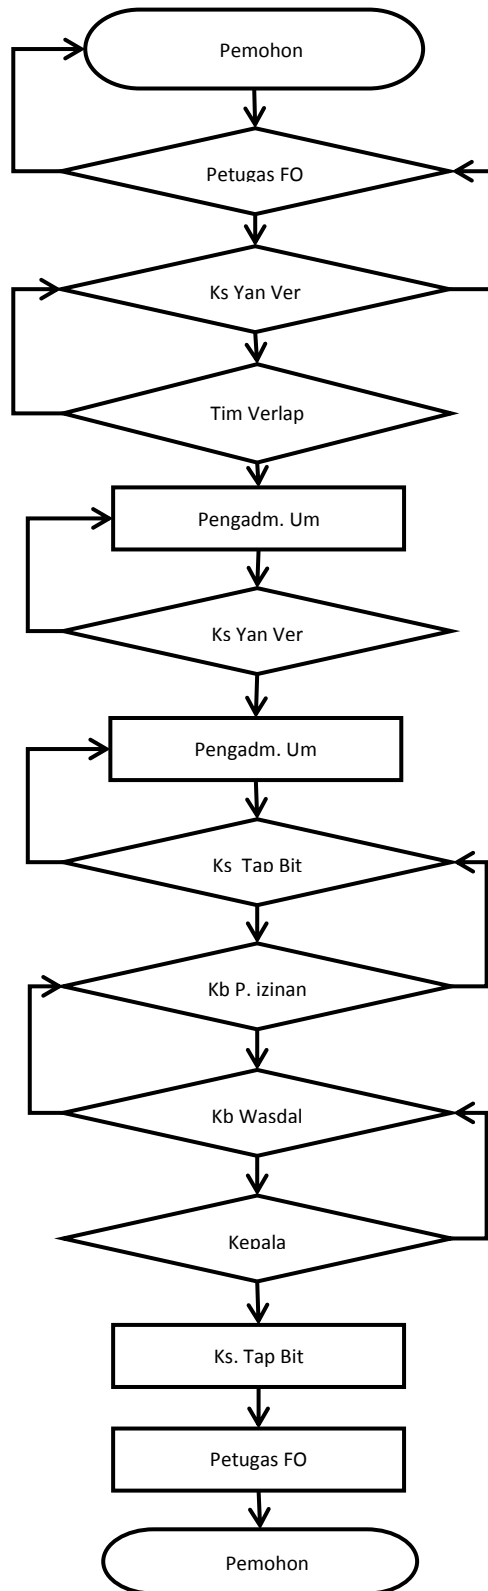 Pemohon
Petugas FO
Ks Yan Ver
Tim Verlap
Pengadm. Um
Ks Yan Ver
Pengadm. Um
Ks  Tap Bit
Kb P. izinan
Kb Wasdal
Kepala
Ks. Tap Bit
Petugas FO
Pemohon